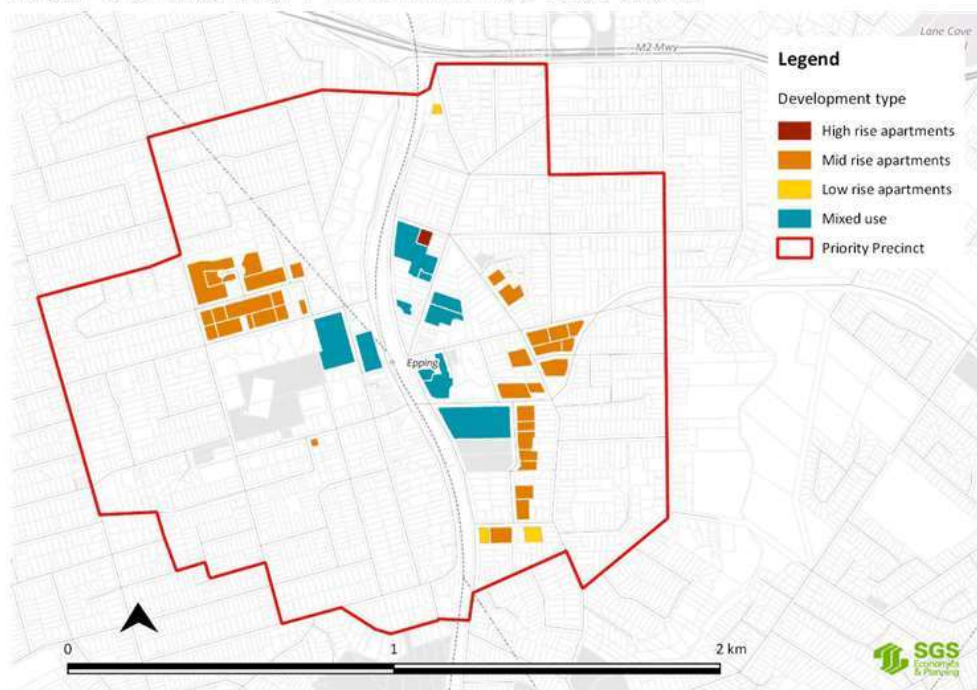 Lane Cove
M2 Mwy
Legend
Development type
High rise apartments
Mid rise apartments
Low rise apartments
Mixed use
Priority Precinct
Epping
0 1 2 km
SGS
Economics
& Planning